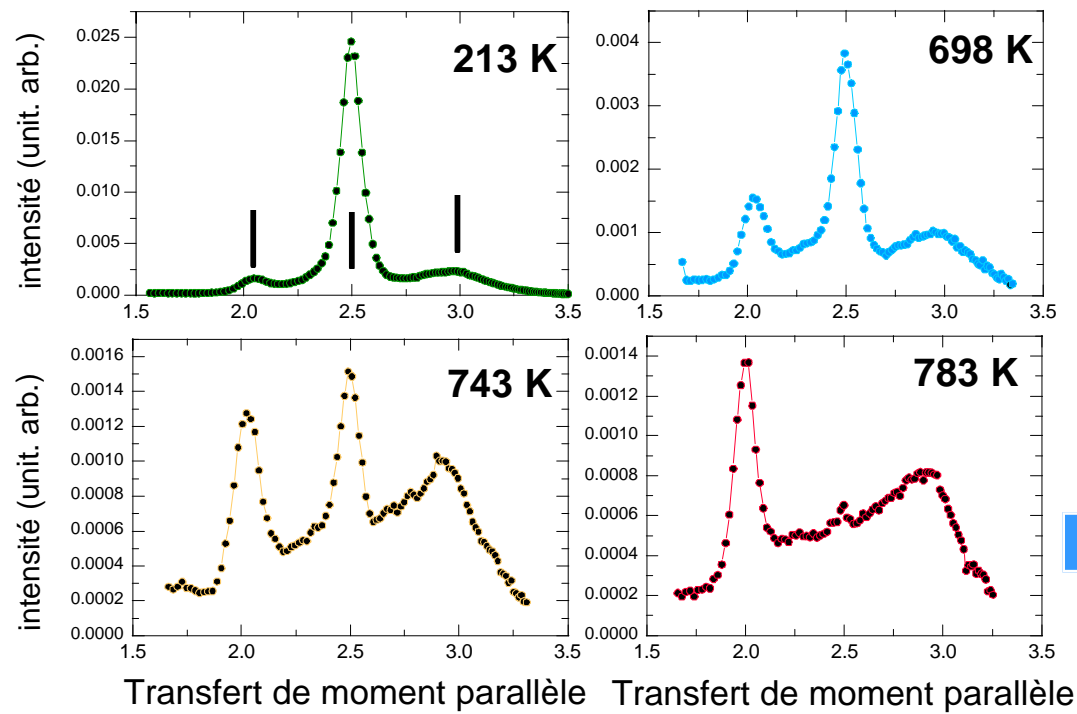 intensité (unit. arb.)
0.025
0.020
0.015
0.010
0.005
0.000
213 K
1.5 2.0 2.5 3.0 3.5
0.004
0.003
0.002
0.001
0.000
698 K
1.5 2.0 2.5 3.0 3.5
intensité (unit. arb.)
0.0016
0.0014
0.0012
0.0010
0.0008
0.0006
0.0004
0.0002
0.0000
743 K
1.5 2.0 2.5 3.0 3.5
Transfert de moment parallèle
0.0014
0.0012
0.0010
0.0008
0.0006
0.0004
0.0002
0.0000
783 K
1.5 2.0 2.5 3.0 3.5
Transfert de moment parallèle